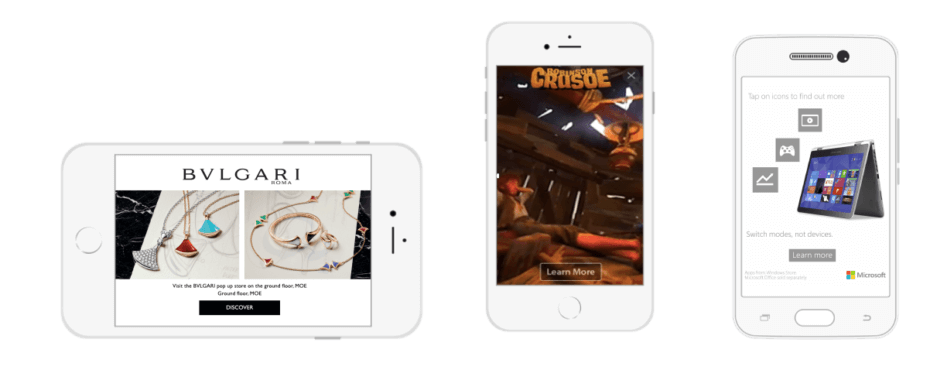 BVLGARI
ROMA
Visit the BVLGARI pop up store on the ground floor, MOE
Ground floor, MOE
DISCOVER
ROBINSON
CRUSOE
Learn More
Tap on icons to find out more
Switch modes, not devices.
Learn more
Microsoft